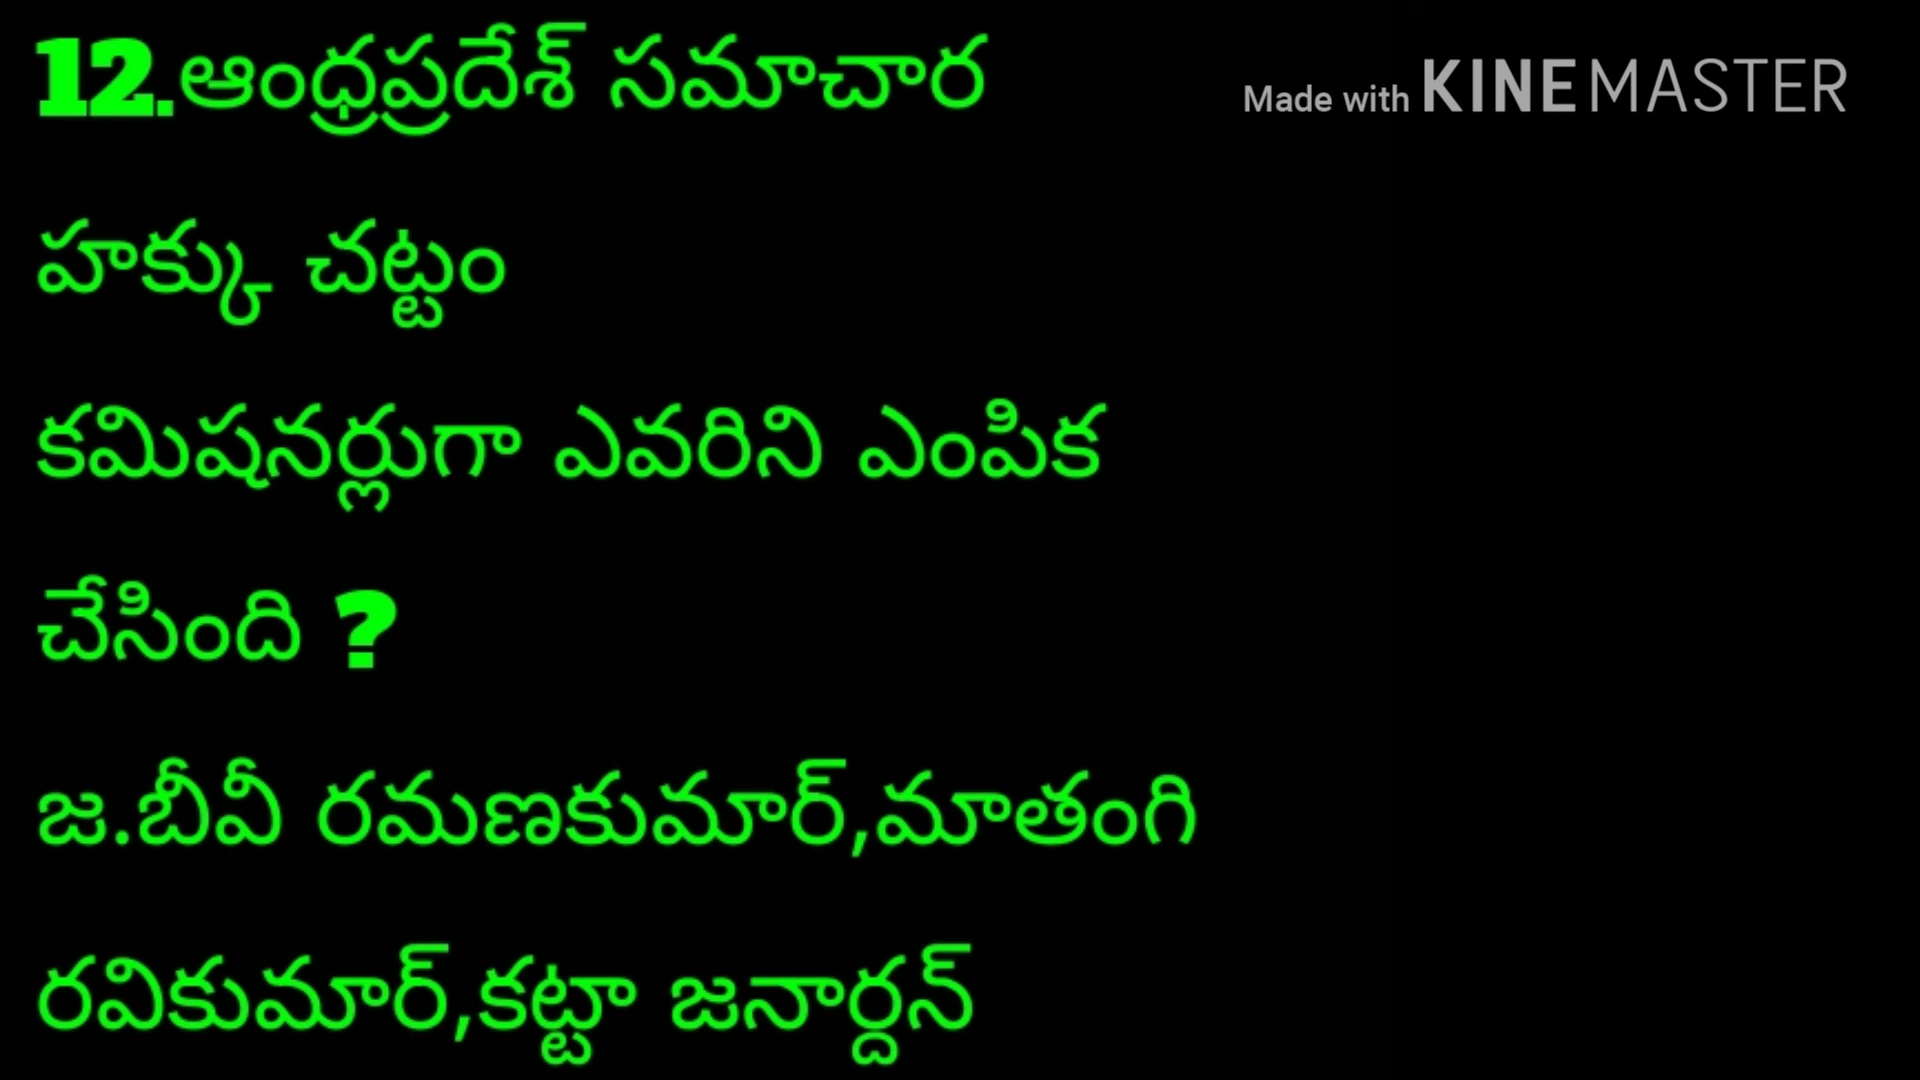 12.ఆంధ్రప్రదేశ్ సమాచార
Made with KINEMASTER
హక్కు చట్టం
కమిషనర్లుగా ఎవరిని ఎంపిక
చేసింది ?
జ.బీవీ రమణకుమార్,మాతంగి
రవికుమార్,కట్టా జనార్దన్